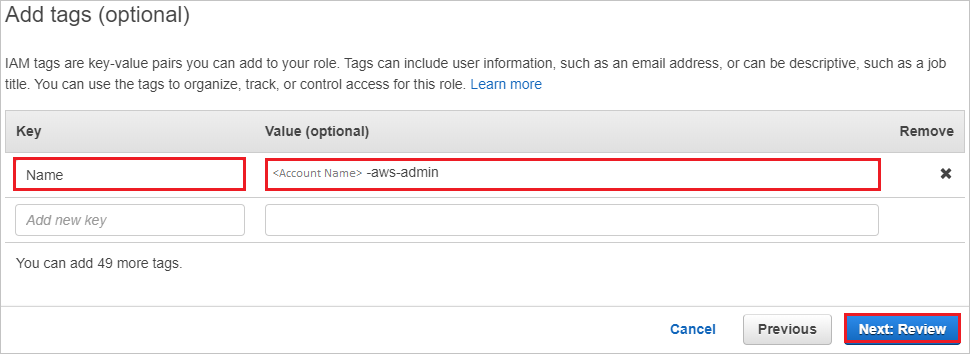 Add tags (optional)
IAM tags are key-value pairs you can add to your role. Tags can include user information, such as an email address, or can be descriptive, such as a job
title. You can use the tags to organize, track, or control access for this role. Learn more
Key Value (optional) Remove
Name <Account Name> -aws-admin ✖
Add new key
You can add 49 more tags.
Cancel Previous Next: Review